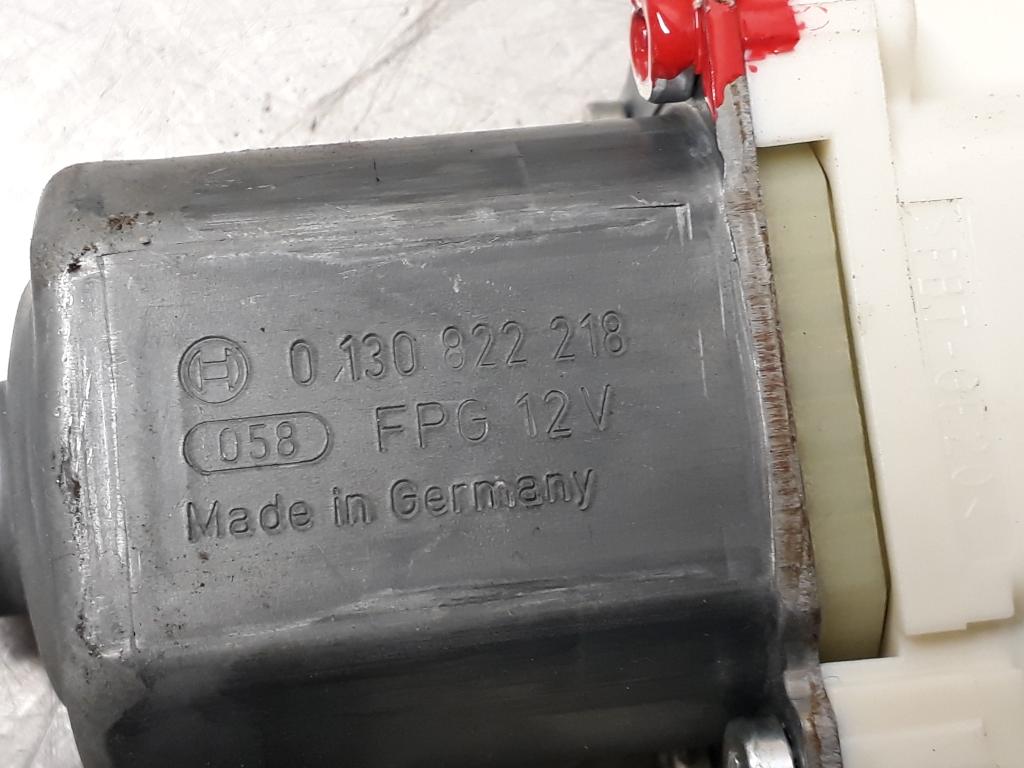 0 130 822 218
058 FPG 12V
Made in Germany